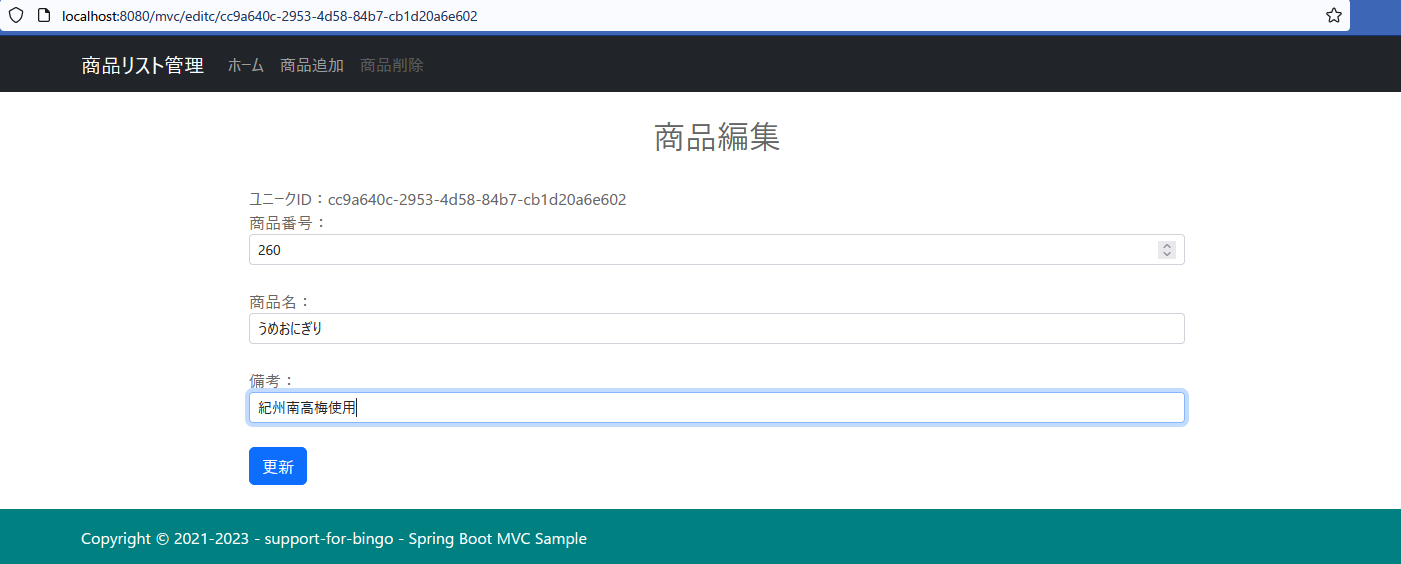 localhost:8080/mvc/editc/cc9a640c-2953-4d58-84b7-cb1d20a6e602
商品リスト管理 ホーム 商品追加 商品削除
商品編集
ユニークID：cc9a640c-2953-4d58-84b7-cb1d20a6e602
商品番号：
260
商品名：
うめおにぎり
備考：
紀州南高梅使用
更新
Copyright © 2021-2023 - support-for-bingo - Spring Boot MVC Sample